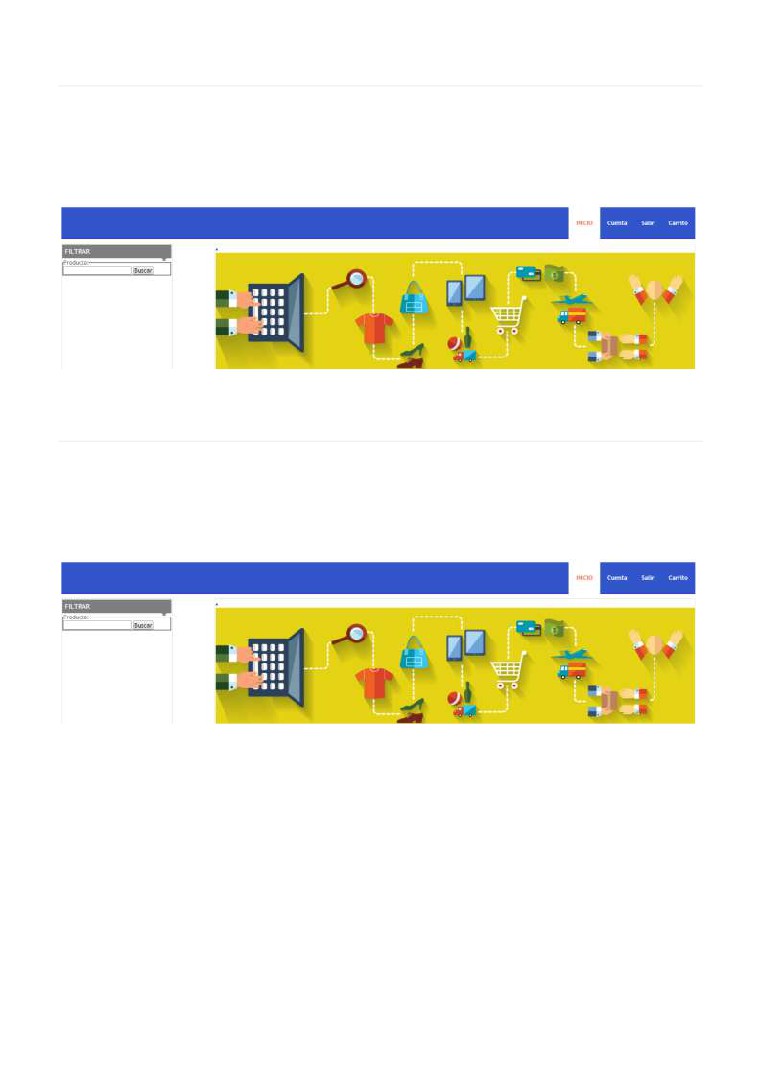 INICIO Cuenta Salir Carrito
FILTRAR
Producto:
Buscar
INICIO Cuenta Salir Carrito
FILTRAR
Producto:
Buscar